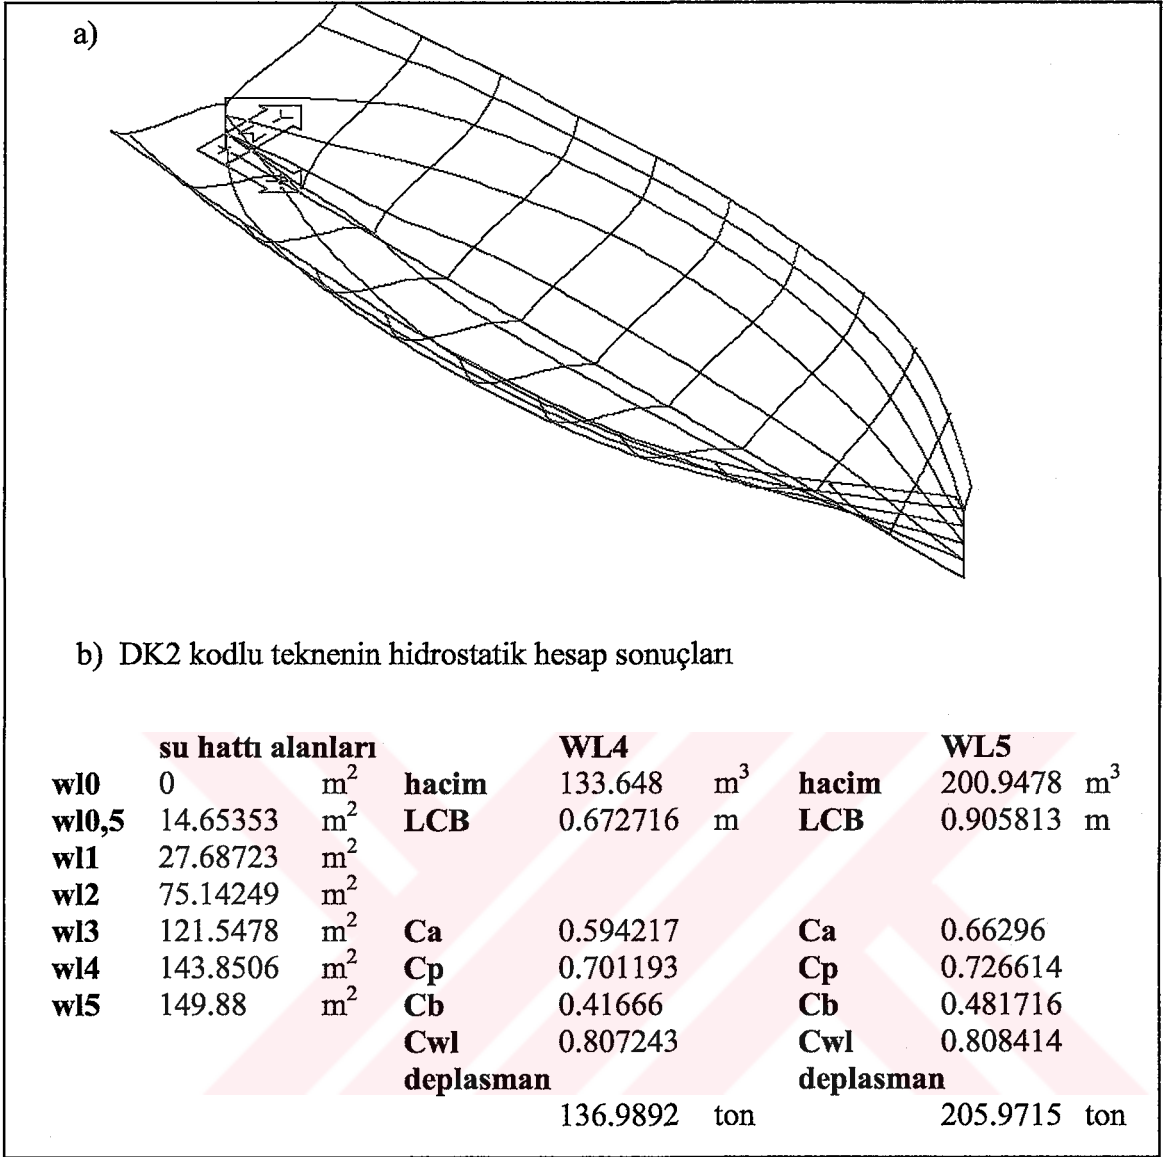 a)
b) DK2 kodlu teknenin hidrostatik hesap sonuçları
su hattı alanları WL4 WL5
wl0 0 m² hacim 133.648 m³ hacim 200.9478 m³
wl0,5 14.65353 m² LCB 0.672716 m LCB 0.905813 m
wl1 27.68723 m²
wl2 75.14249 m²
wl3 121.5478 m² Ca 0.594217 Ca 0.66296
wl4 143.8506 m² Cp 0.701193 Cp 0.726614
wl5 149.88 m² Cb 0.41666 Cb 0.481716
Cwl 0.807243 Cwl 0.808414
deplasman deplasman
136.9892 ton 205.9715 ton